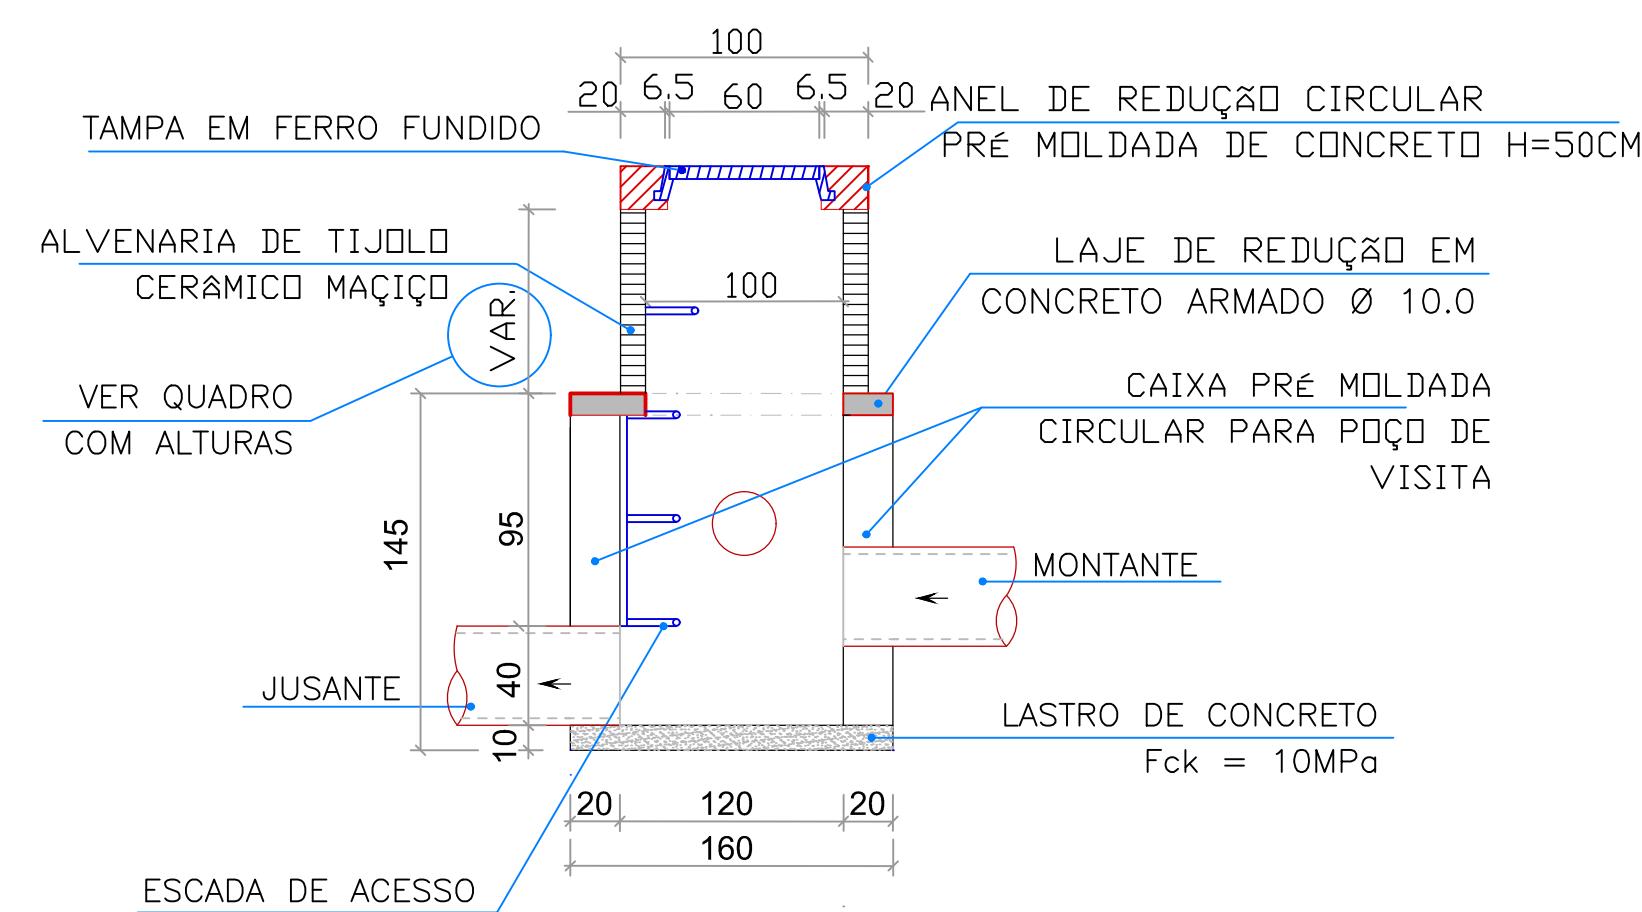 100
20 6.5 60 6.5 20
TAMPA EM FERRO FUNDIDO
ANEL DE REDUÇÃO CIRCULAR
PRÉ MOLDADA DE CONCRETO H=50CM
ALVENARIA DE TIJOLO
CERÂMICO MAÇIÇO
VAR.
100
LAJE DE REDUÇÃO EM
CONCRETO ARMADO Ø 10.0
VER QUADRO
COM ALTURAS
CAIXA PRÉ MOLDADA
CIRCULAR PARA POÇO DE
VISITA
145
95
MONTANTE
40
JUSANTE
10
LASTRO DE CONCRETO
Fck = 10MPa
20 120 20
160
ESCADA DE ACESSO